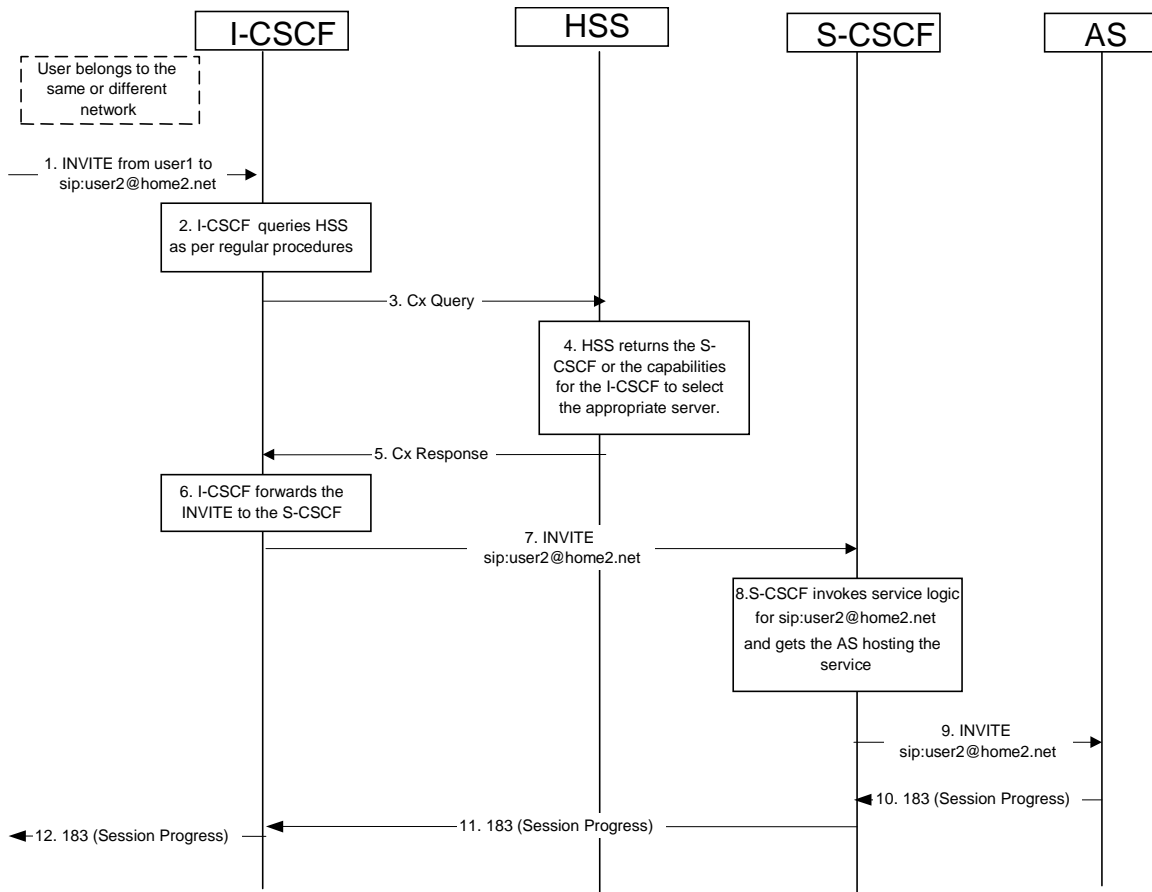 I-CSCF
HSS
S-CSCF
AS
User belongs to the
same or different
network
1. INVITE from user1 to
sip:user2@home2.net
2. I-CSCF queries HSS
as per regular procedures
3. Cx Query
4. HSS returns the S-
CSCF or the capabilities
for the I-CSCF to select
the appropriate server.
5. Cx Response
6. I-CSCF forwards the
INVITE to the S-CSCF
7. INVITE
sip:user2@home2.net
8.S-CSCF invokes service logic
for sip:user2@home2.net
and gets the AS hosting the
service
9. INVITE
sip:user2@home2.net
10. 183 (Session Progress)
11. 183 (Session Progress)
12. 183 (Session Progress)